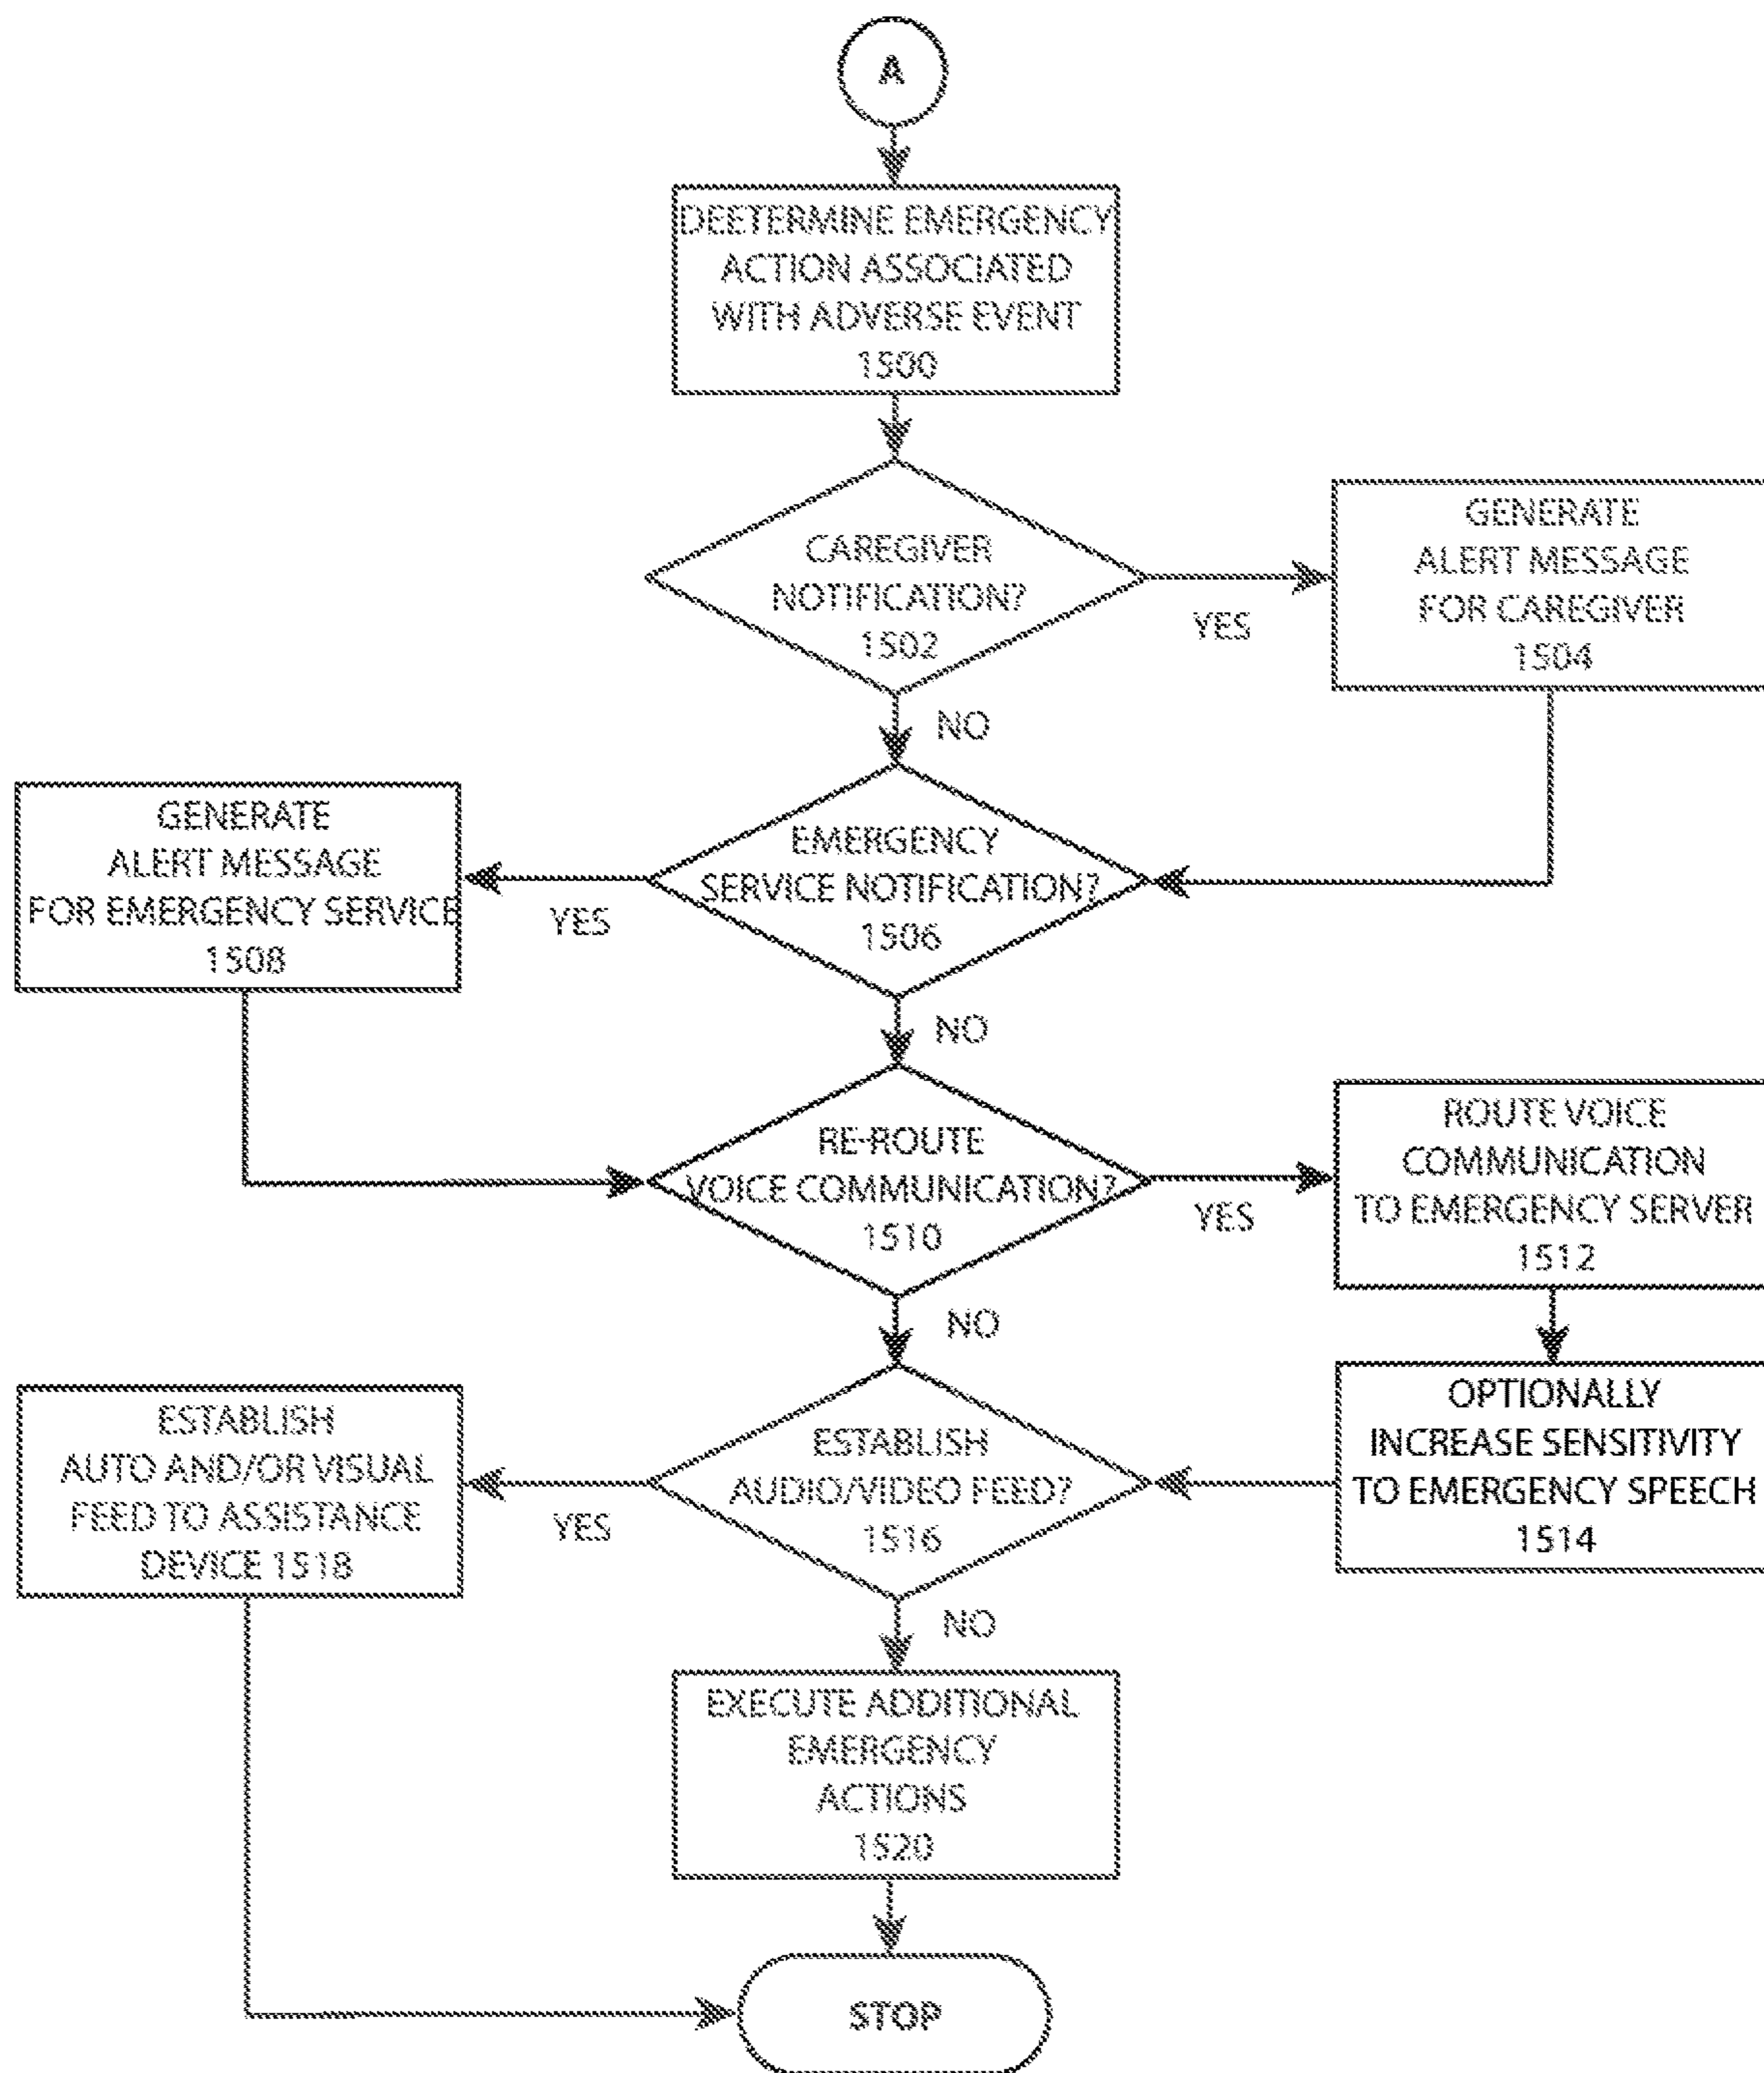 A
DEETERMINE EMERGENCY
ACTION ASSOCIATED
WITH ADVERSE EVENT
1500
CAREGIVER
NOTIFICATION?
1502
YES
GENERATE
ALERT MESSAGE
FOR CAREGIVER
1504
NO
GENERATE
ALERT MESSAGE
FOR EMERGENCY SERVICE
1508
YES
EMERGENCY
SERVICE NOTIFICATION?
1506
NO
RE-ROUTE
VOICE COMMUNICATION?
1510
YES
ROUTE VOICE
COMMUNICATION
TO EMERGENCY SERVER
1512
NO
OPTIONALLY
INCREASE SENSITIVITY
TO EMERGENCY SPEECH
1514
ESTABLISH
AUDIO/VIDEO FEED?
1516
YES
ESTABLISH
AUTO AND/OR VISUAL
FEED TO ASSISTANCE
DEVICE 1518
NO
EXECUTE ADDITIONAL
EMERGENCY
ACTIONS
1520
STOP